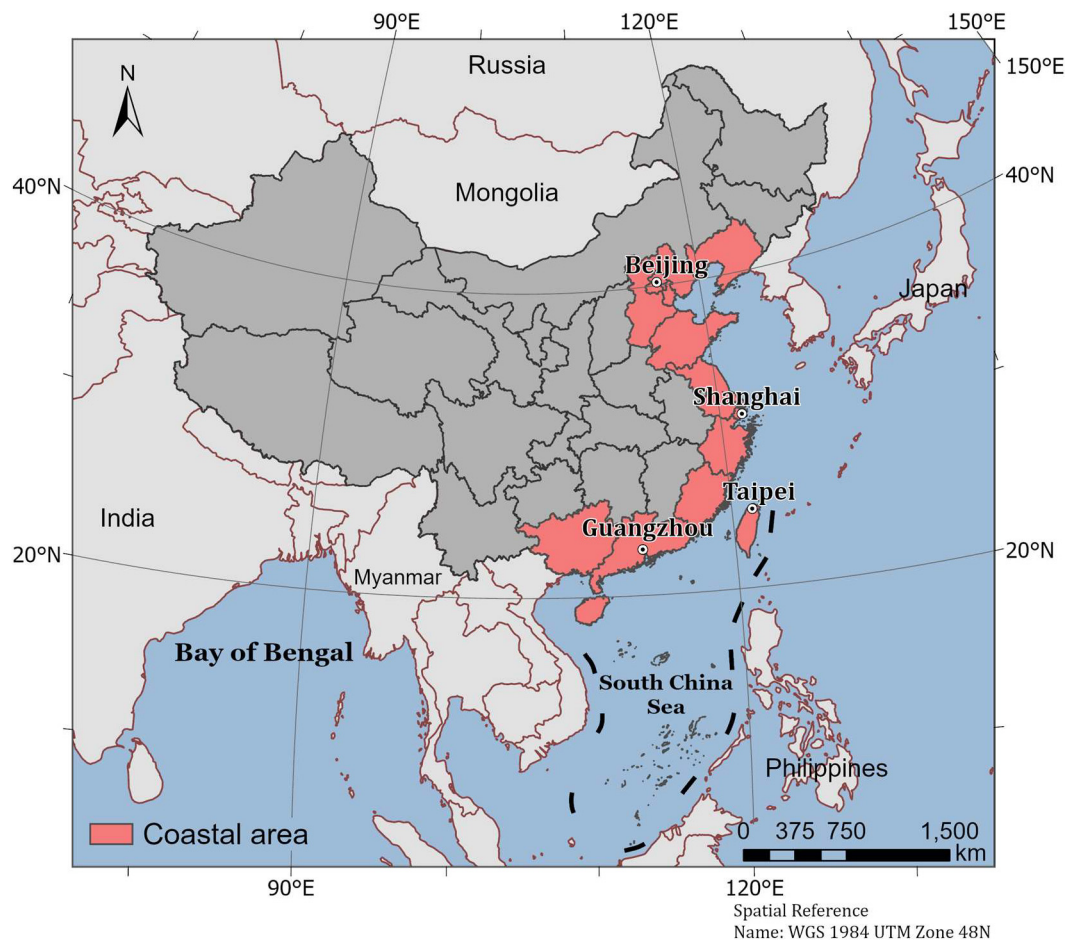 90°E
120°E
150°E
Russia
150°E
N
40°N
40°N
Mongolia
Beijing
Japan
Shanghai
Taipei
India
Guangzhou
20°N
20°N
Myanmar
Bay of Bengal
South China
Sea
Philippines
Coastal area
0 375 750 1,500
km
90°E
120°E
Spatial Reference
Name: WGS 1984 UTM Zone 48N